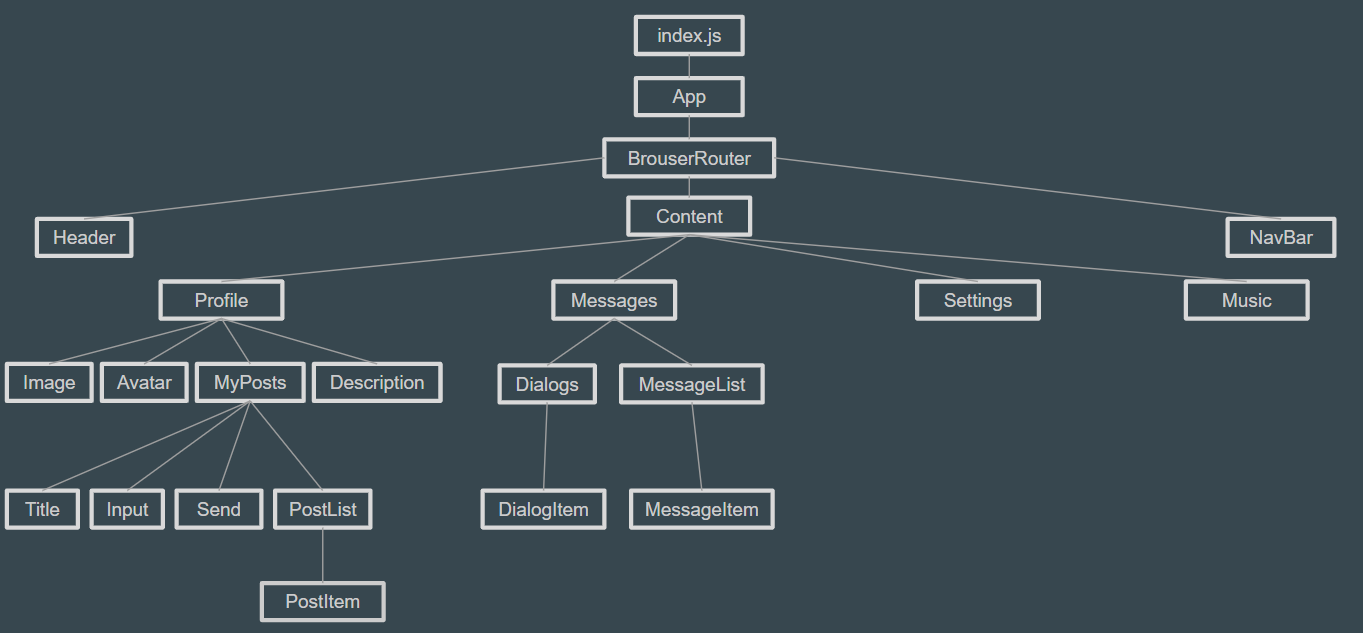 index.js
App
BrouserRouter
Content
Header
NavBar
Profile
Messages
Settings
Music
Image
Avatar
MyPosts
Description
Dialogs
MessageList
Title
Input
Send
PostList
DialogItem
MessageItem
PostItem